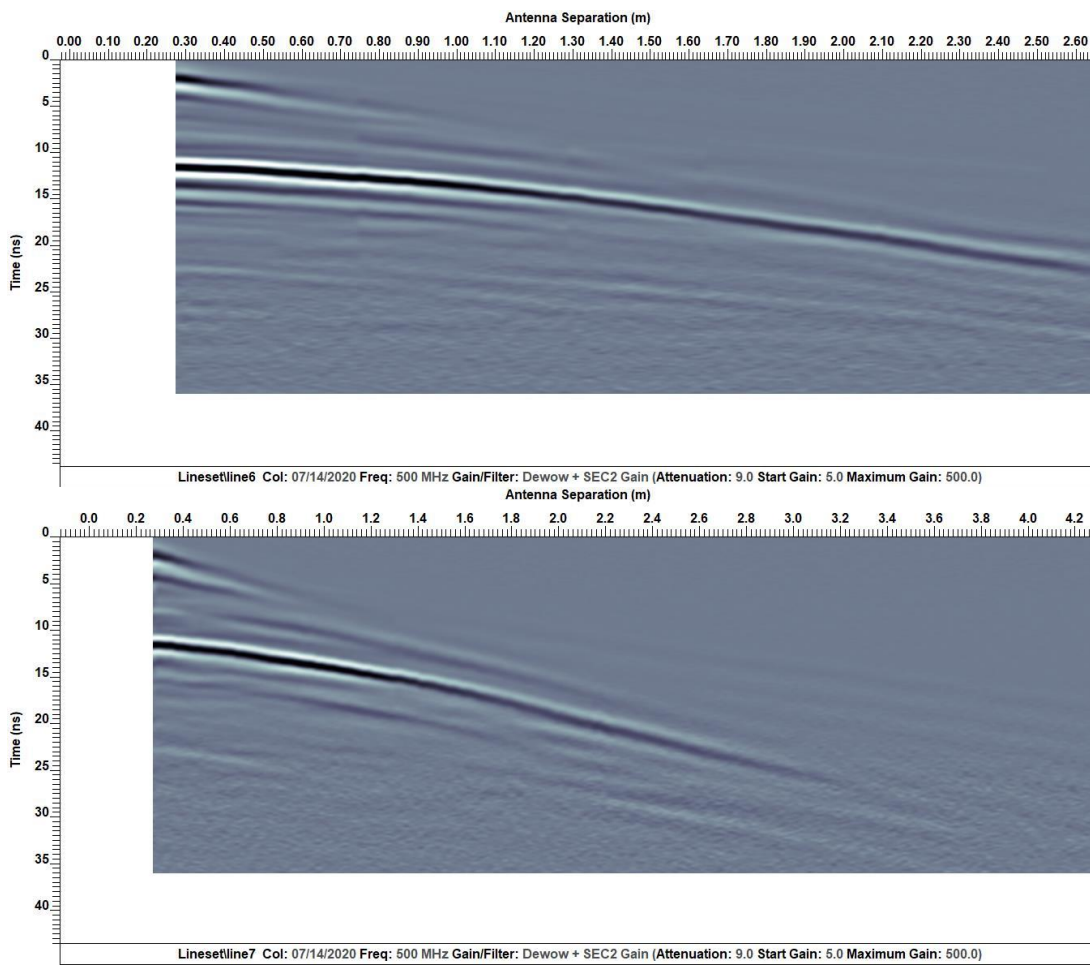 Antenna Separation (m)
0.00 0.10 0.20 0.30 0.40 0.50 0.60 0.70 0.80 0.90 1.00 1.10 1.20 1.30 1.40 1.50 1.60 1.70 1.80 1.90 2.00 2.10 2.20 2.30 2.40 2.50 2.60
0
5
10
15
20
25
30
35
40
Time (ns)
Lineset\line6 Col: 07/14/2020 Freq: 500 MHz Gain/Filter: Dewow + SEC2 Gain (Attenuation: 9.0 Start Gain: 5.0 Maximum Gain: 500.0)
Antenna Separation (m)
0.0 0.2 0.4 0.6 0.8 1.0 1.2 1.4 1.6 1.8 2.0 2.2 2.4 2.6 2.8 3.0 3.2 3.4 3.6 3.8 4.0 4.2
0
5
10
15
20
25
30
35
40
Time (ns)
Lineset\line7 Col: 07/14/2020 Freq: 500 MHz Gain/Filter: Dewow + SEC2 Gain (Attenuation: 9.0 Start Gain: 5.0 Maximum Gain: 500.0)